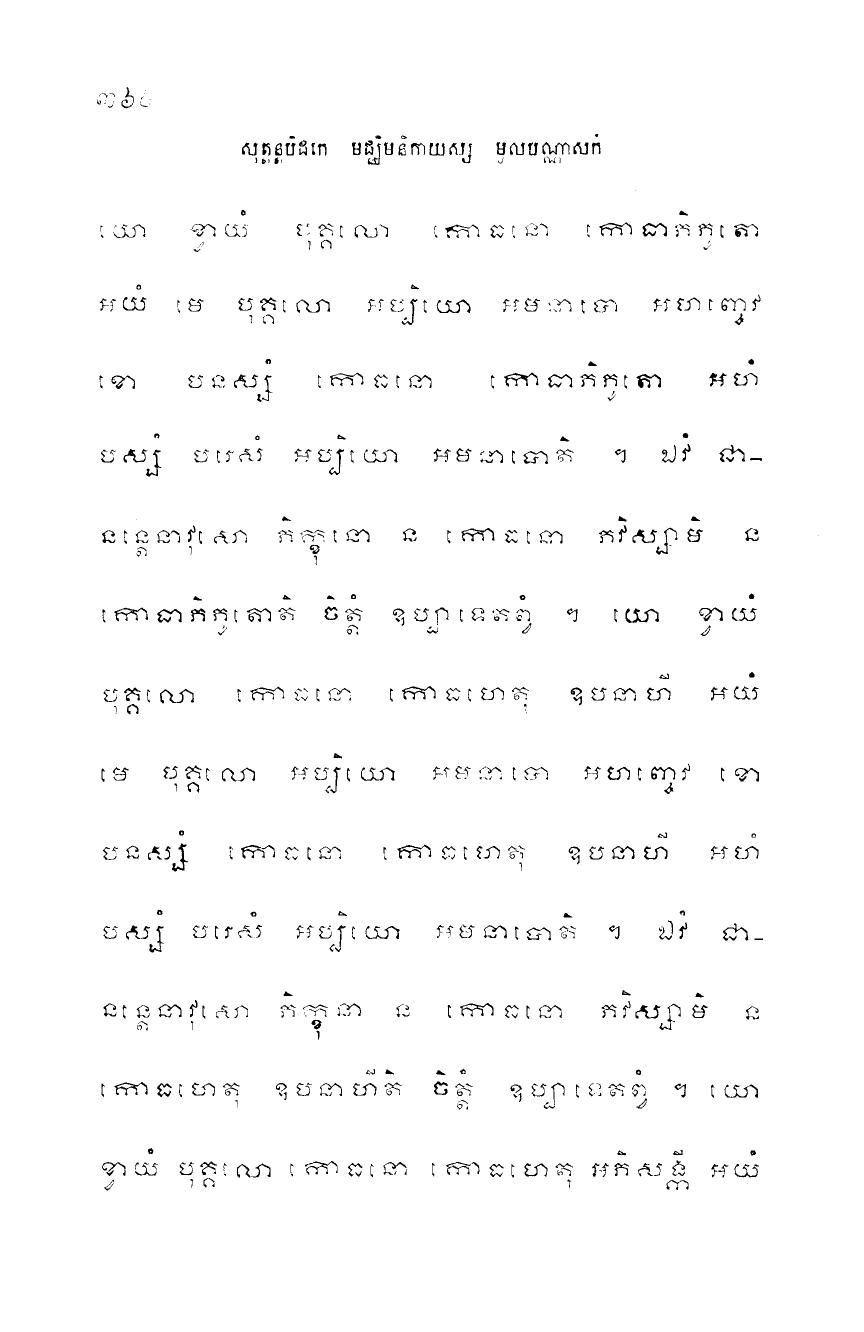 សុត្តន្តបិដកេ មជ្ឈិមនិកាយស្ស មូលបណ្ណាសកំ
យោ ខ្វាយំ បុគ្គលោ កោធនោ កោធាភិភូតោ
អយំ មេ បុគ្គលោ អប្បិយោ អមនាបោ អហញ្ចេវ
ខោ បនស្សំ កោធនោ កោធាភិភូតោ អហំ
បស្សំ បរេសំ អប្បិយោ អមនាបោតិ ។ ឯវំ ជា-
នន្តេនាវុសោ ភិក្ខុនោ ន កោធនោ ភវិស្សាមិ ន
កោធាភិភូតោតិ ចិត្តំ ឧប្បាទេតព្វំ ។ យោ ខ្វាយំ
បុគ្គលោ កោធនោ កោធហេតុ ឧបនាហី អយំ
មេ បុគ្គលោ អប្បិយោ អមនាបោ អហញ្ចេវ ខោ
បនស្សំ កោធនោ កោធហេតុ ឧបនាហី អហំ
បស្សំ បរេសំ អប្បិយោ អមនាបោតិ ។ ឯវំ ជា-
នន្តេនាវុសោ ភិក្ខុនា ន កោធនោ ភវិស្សាមិ ន
កោធហេតុ ឧបនាហីតិ ចិត្តំ ឧប្បាទេតព្វំ ។ យោ
ខ្វាយំ បុគ្គលោ កោធនោ កោធហេតុ អភិសង្គី អយំ